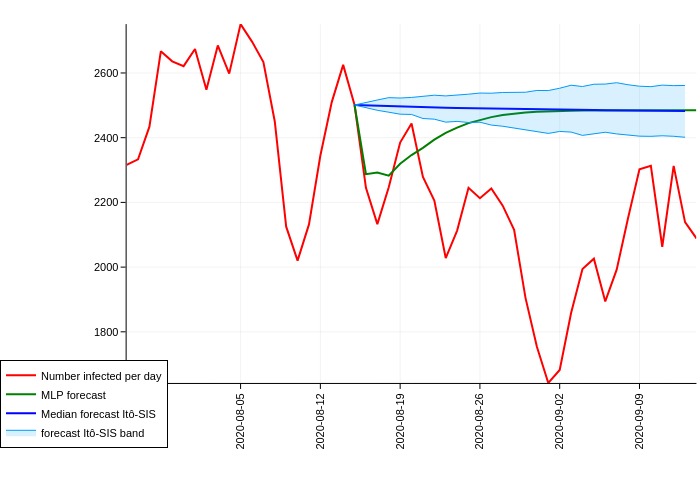 2600
2400
2200
2000
1800
Number infected per day
MLP forecast
Median forecast Itô-SIS
forecast Itô-SIS band
2020-08-05
2020-08-12
2020-08-19
2020-08-26
2020-09-02
2020-09-09